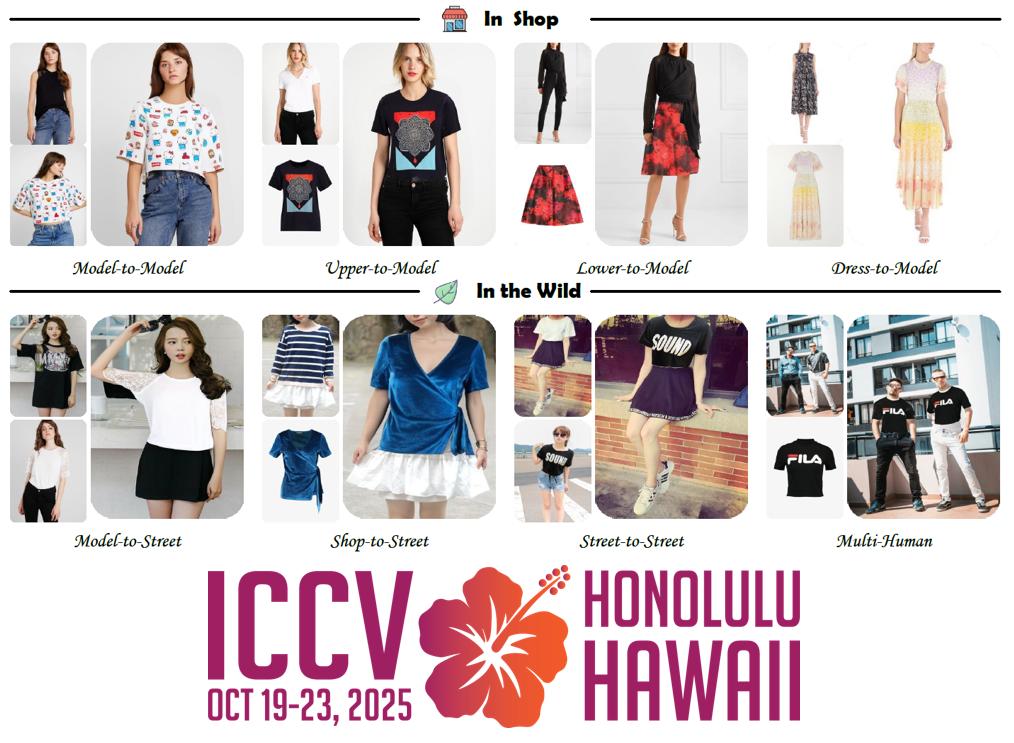 In Shop
Model-to-Model
Upper-to-Model
Lower-to-Model
Dress-to-Model
In the Wild
SOUND
SOUND
FILA
FILA
FILA
Model-to-Street
Shop-to-Street
Street-to-Street
Multi-Human
ICCV
OCT 19-23, 2025
HONOLULU
HAWAII